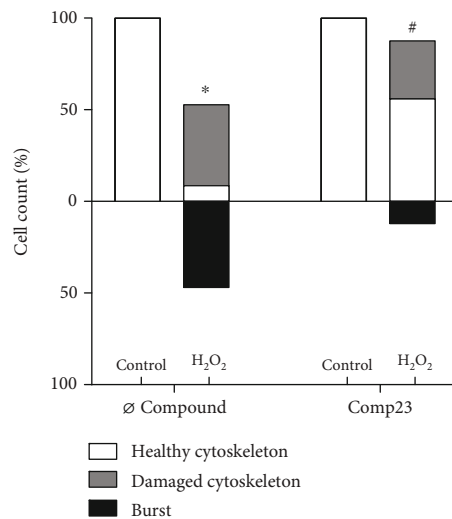 100
50
0
50
100
Cell count (%)
*
#
Control H₂O₂ Control H₂O₂
⌀ Compound Comp23
Healthy cytoskeleton
Damaged cytoskeleton
Burst